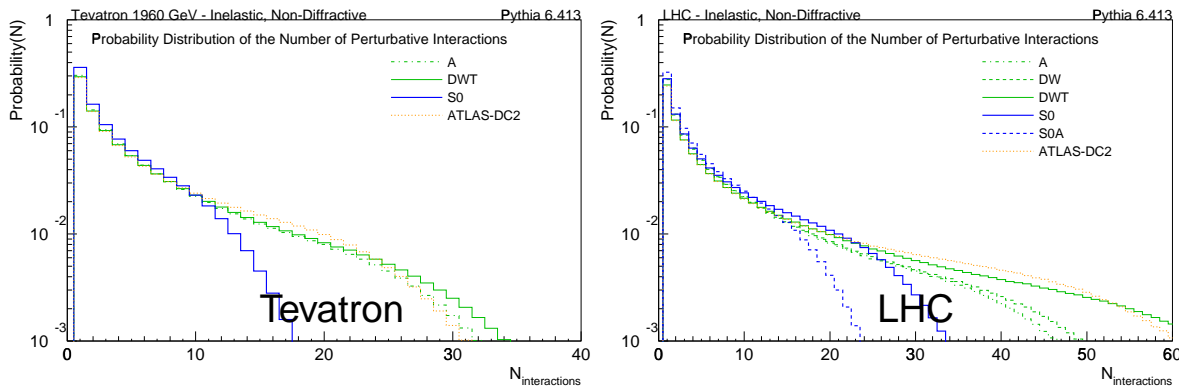 Tevatron 1960 GeV - Inelastic, Non-Diffractive Pythia 6.413
Probability Distribution of the Number of Perturbative Interactions
Probability(N)
A
DWT
S0
ATLAS-DC2
1
10 -1
10 -2
10 -3
Tevatron
0 10 20 30 40
N interactions
LHC - Inelastic, Non-Diffractive Pythia 6.413
Probability Distribution of the Number of Perturbative Interactions
Probability(N)
A
DW
DWT
S0
S0A
ATLAS-DC2
1
10 -1
10 -2
10 -3
LHC
0 10 20 30 40 50 60
N interactions